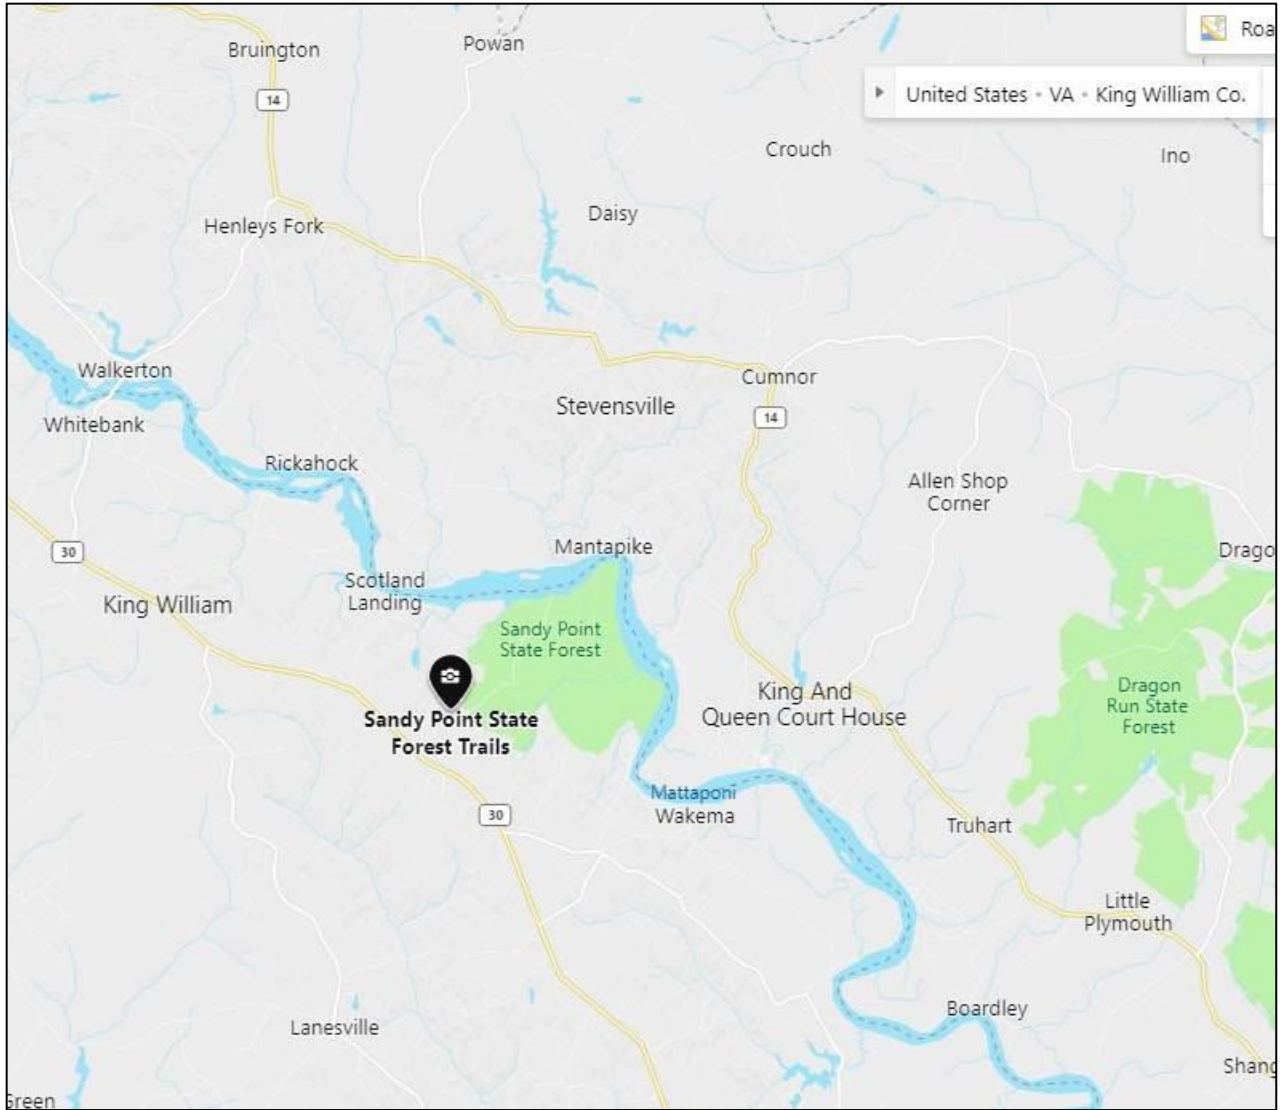 Bruington
Powan
Roa
14
United States • VA • King William Co.
Crouch
Ino
Daisy
Henleys Fork
Walkerton
Cumnor
Whitebank
Stevensville
14
Rickahock
Allen Shop
Corner
30
Mantapike
Drago
Scotland
Landing
King William
Sandy Point
State Forest
Sandy Point State
Forest Trails
King And
Queen Court House
Dragon
Run State
Forest
Mattaponi
Wakema
30
Truhart
Little
Plymouth
Boardley
Lanesville
Shang
Green